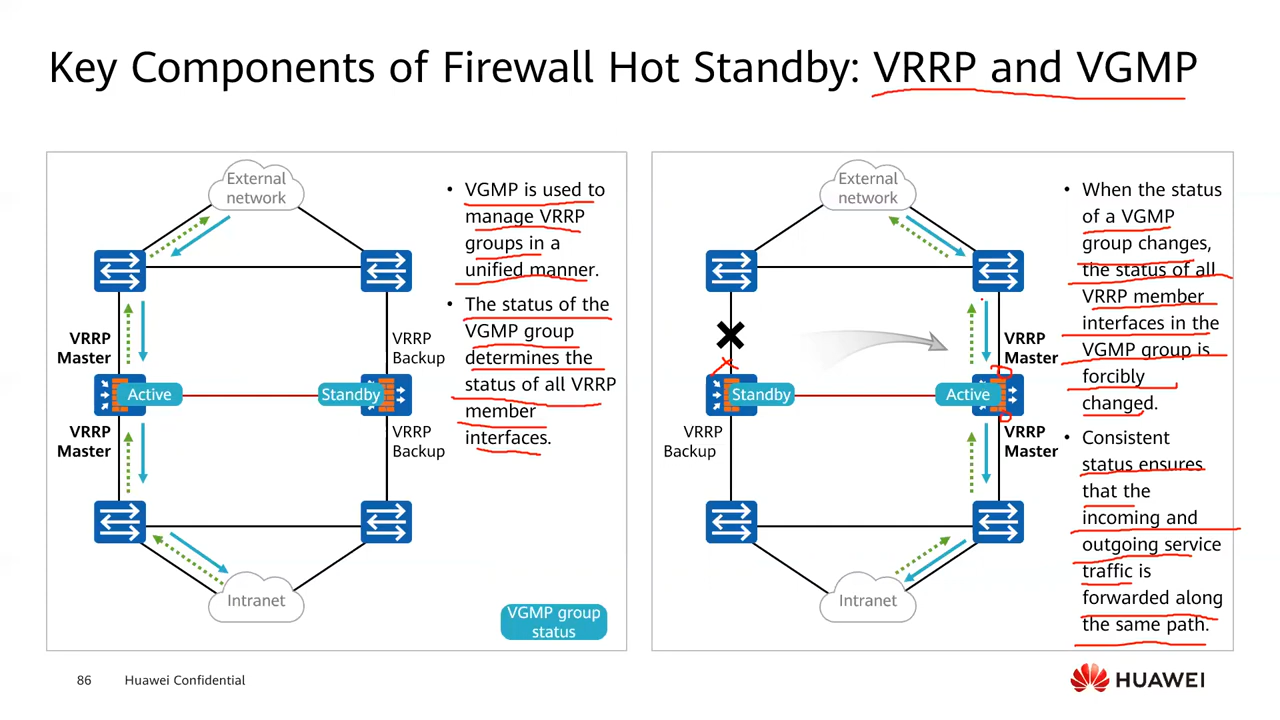 Key Components of Firewall Hot Standby: VRRP and VGMP
External
network
VRRP
Master
VRRP
Backup
Active
Standby
VRRP
Master
VRRP
Backup
Intranet
• VGMP is used to
manage VRRP
groups in a
unified manner.
• The status of the
VGMP group
determines the
status of all VRRP
member
interfaces.
VGMP group
status
External
network
VRRP
Master
Standby
Active
VRRP
Backup
VRRP
Master
Intranet
• When the status
of a VGMP
group changes,
the status of all
VRRP member
interfaces in the
VGMP group is
forcibly
changed.
• Consistent
status ensures
that the
incoming and
outgoing service
traffic is
forwarded along
the same path.
86
Huawei Confidential
HUAWEI